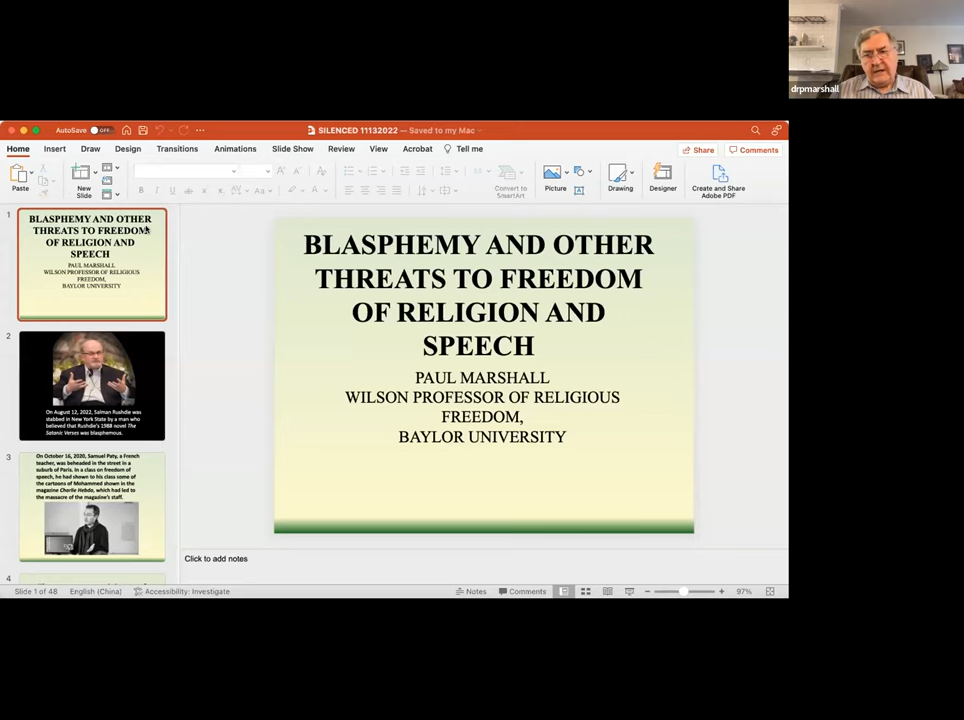 drpmarshall
AutoSave OFF
SILENCED 11132022 — Saved to my Mac
Home Insert Draw Design Transitions Animations Slide Show Review View Acrobat Tell me
Share Comments
Paste
New
Slide
Convert to
SmartArt
Picture
Drawing
Designer
Create and Share
Adobe PDF
1
BLASPHEMY AND OTHER
THREATS TO FREEDOM
OF RELIGION AND
SPEECH
PAUL MARSHALL
WILSON PROFESSOR OF RELIGIOUS
FREEDOM,
BAYLOR UNIVERSITY
2
On August 12, 2022, Salman Rushdie was
stabbed in New York State by a man who
believed that Rushdie's 1988 novel The
Satanic Verses was blasphemous.
3
On October 16, 2020, Samuel Paty, a French
teacher, was beheaded in the street in a
suburb of Paris. In a class on freedom of
speech, he had shown to his class some of
the cartoons of Mohammed shown in the
magazine Charlie Hebdo, which had led to
the massacre of the magazine's staff.
4
BLASPHEMY AND OTHER
THREATS TO FREEDOM
OF RELIGION AND
SPEECH
PAUL MARSHALL
WILSON PROFESSOR OF RELIGIOUS
FREEDOM,
BAYLOR UNIVERSITY
Click to add notes
Slide 1 of 48 English (China) Accessibility: Investigate
Notes Comments 97%